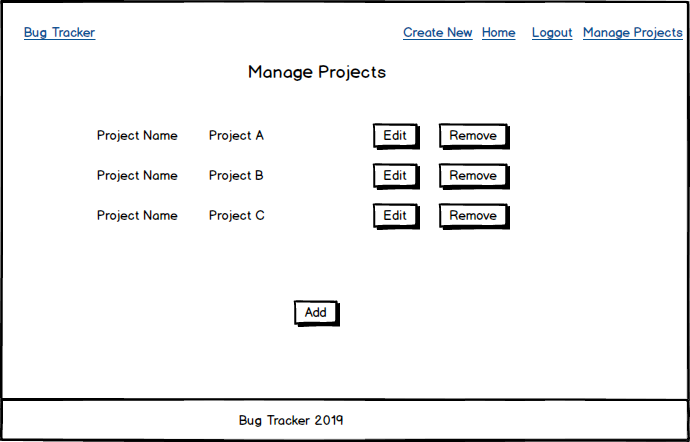 Bug Tracker Create New Home Logout Manage Projects
Manage Projects
Project Name Project A Edit Remove
Project Name Project B Edit Remove
Project Name Project C Edit Remove
Add
Bug Tracker 2019